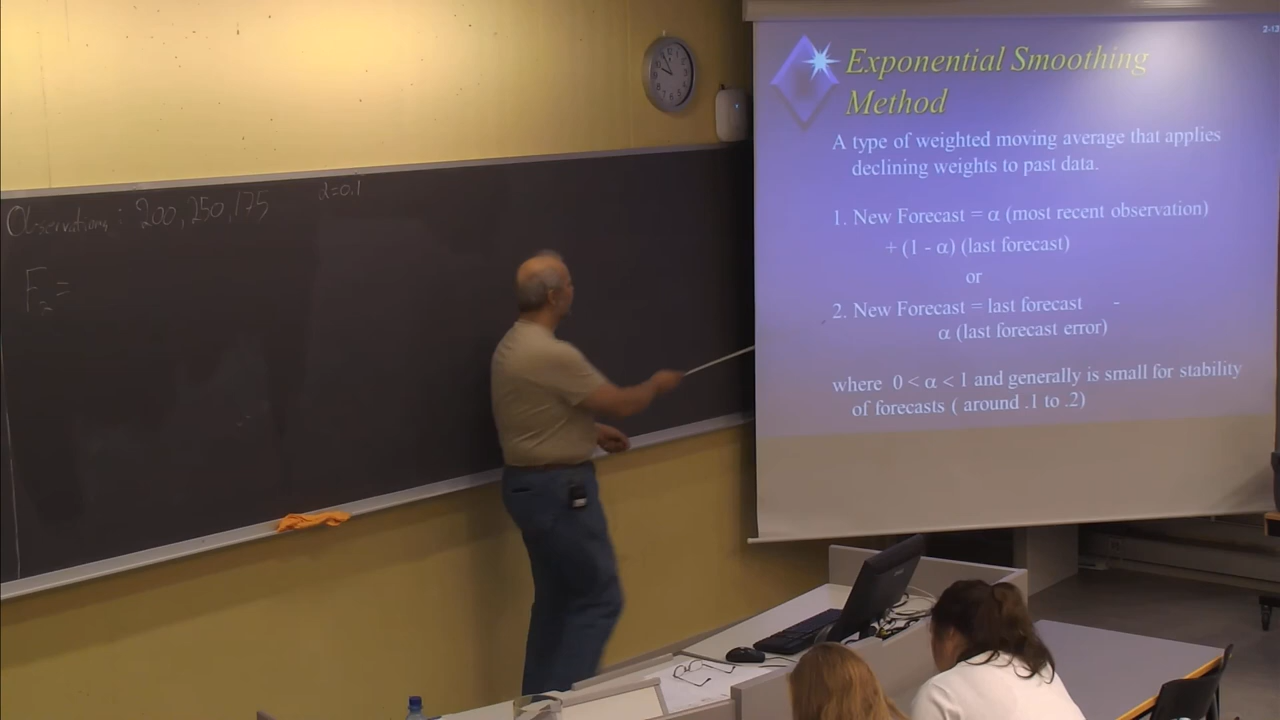 Observations: 200, 250, 175
α=0.1
F₂ =
2-13
Exponential Smoothing
Method
A type of weighted moving average that applies
declining weights to past data.
1. New Forecast = α (most recent observation)
+ (1 - α) (last forecast)
or
2. New Forecast = last forecast -
α (last forecast error)
where 0 < α < 1 and generally is small for stability
of forecasts ( around .1 to .2)